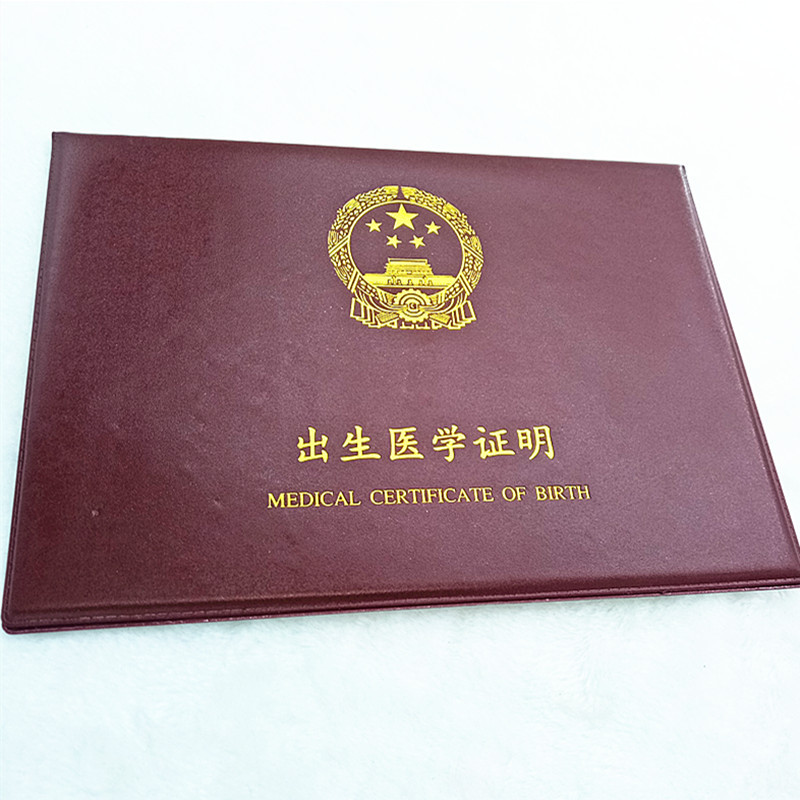 出生医学证明
MEDICAL CERTIFICATE OF BIRTH